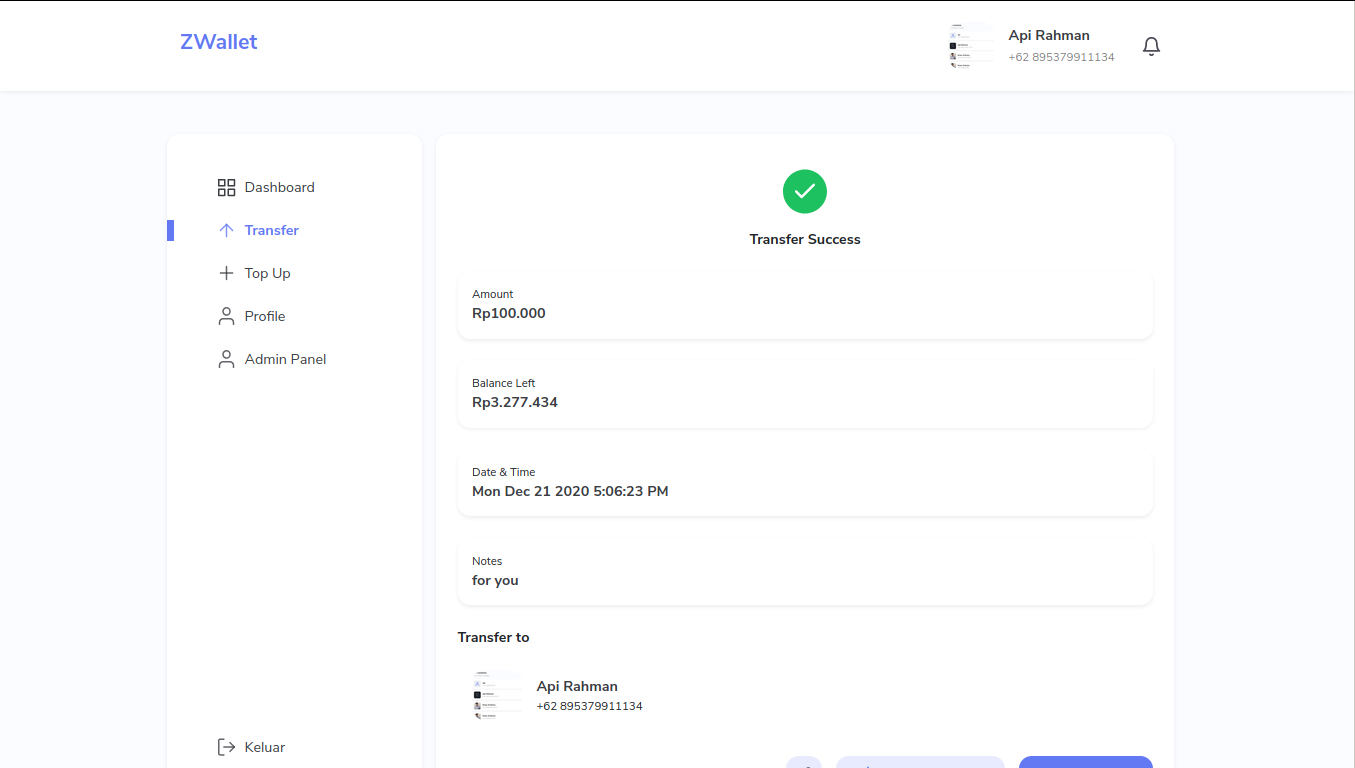 ZWallet
Api Rahman
+62 895379911134
Dashboard
Transfer
Top Up
Profile
Admin Panel
Keluar
Transfer Success
Amount
Rp100.000
Balance Left
Rp3.277.434
Date & Time
Mon Dec 21 2020 5:06:23 PM
Notes
for you
Transfer to
Api Rahman
+62 895379911134